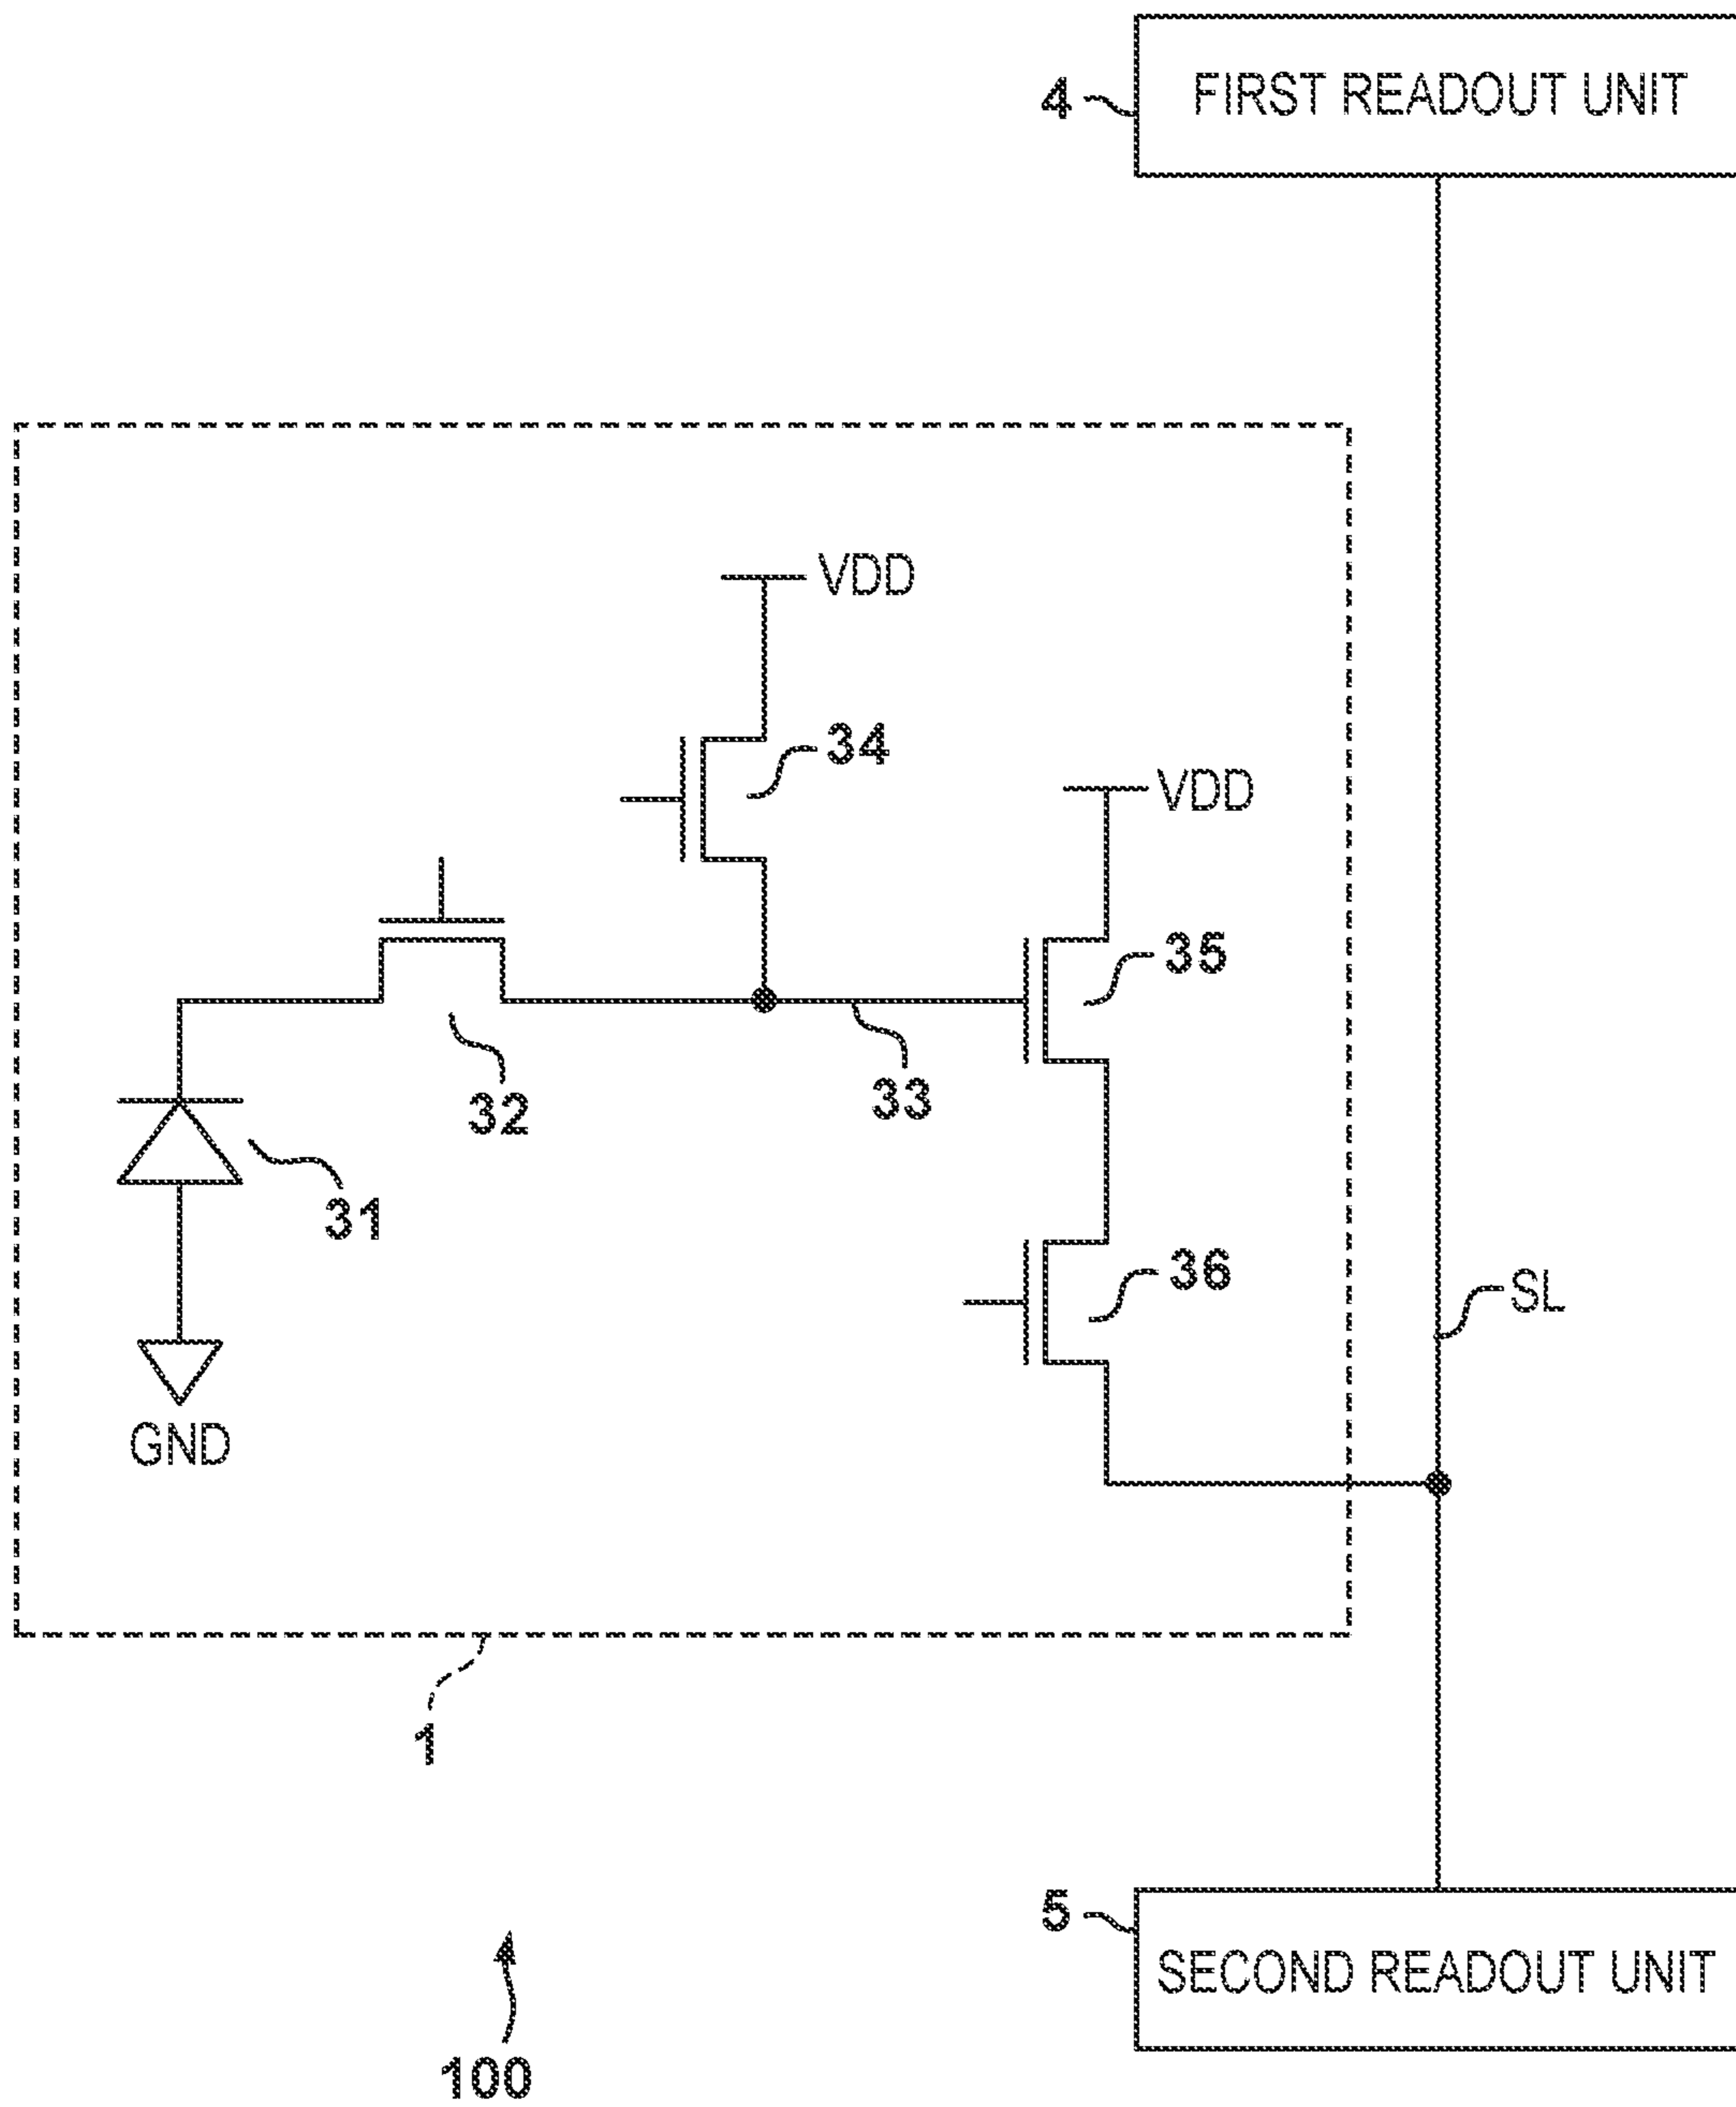 4
FIRST READOUT UNIT
VDD
34
VDD
35
32
33
31
36
SL
GND
1
5
SECOND READOUT UNIT
100